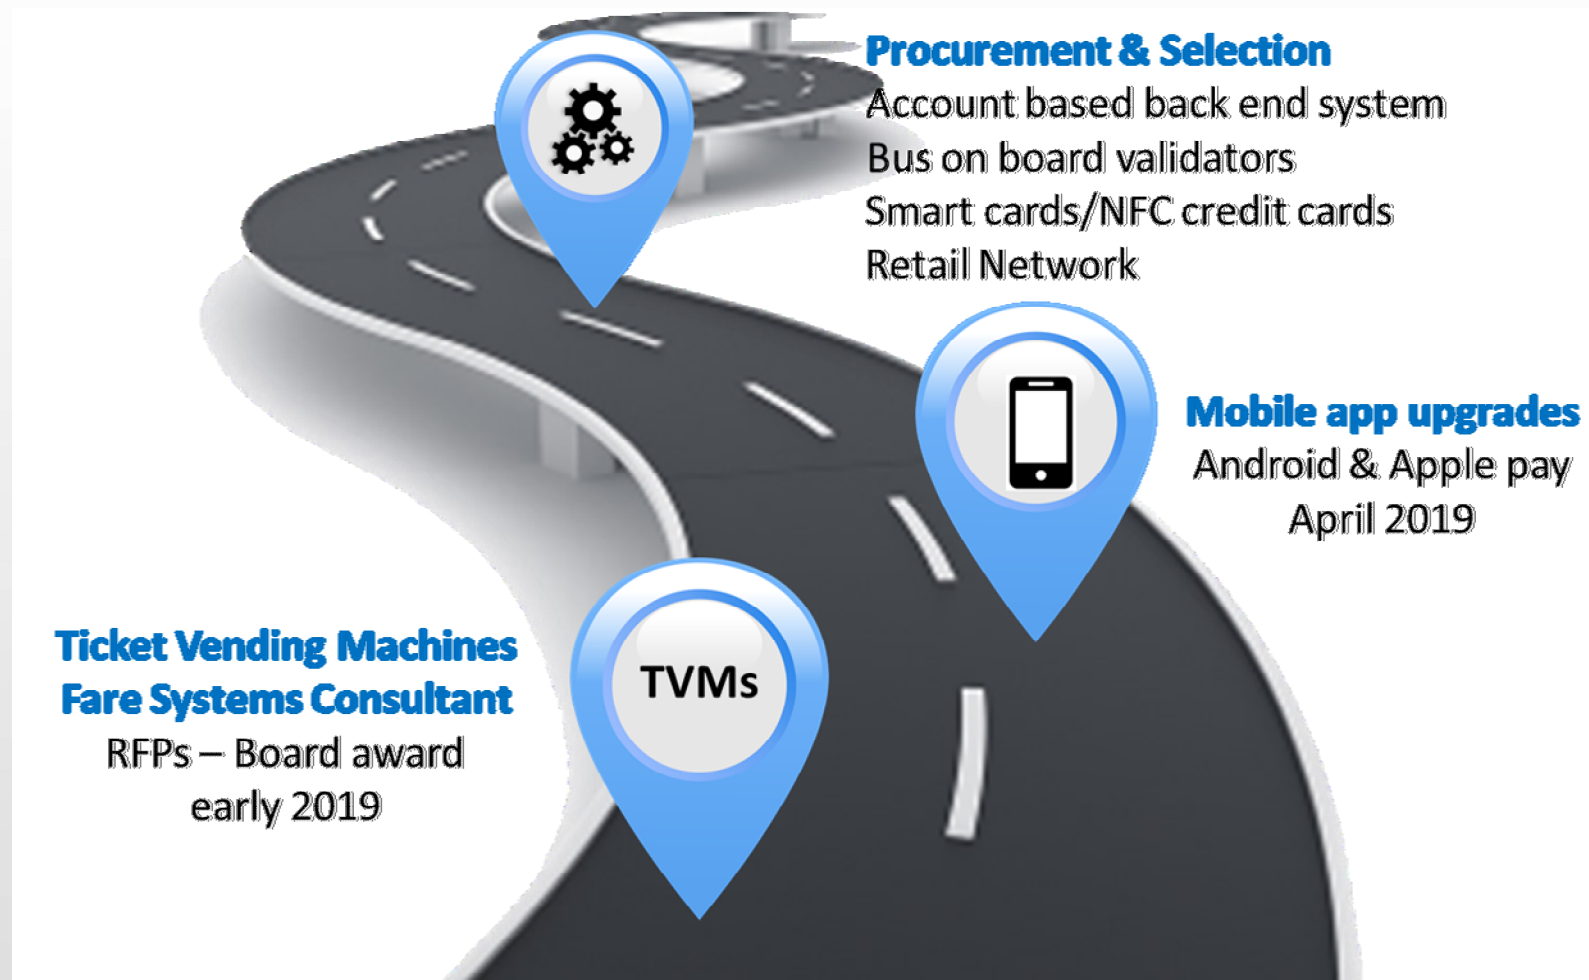 Procurement & Selection
Account based back end system
Bus on board validators
Smart cards/NFC credit cards
Retail Network
Mobile app upgrades
Android & Apple pay
April 2019
Ticket Vending Machines
Fare Systems Consultant
RFPs – Board award
early 2019
TVMs